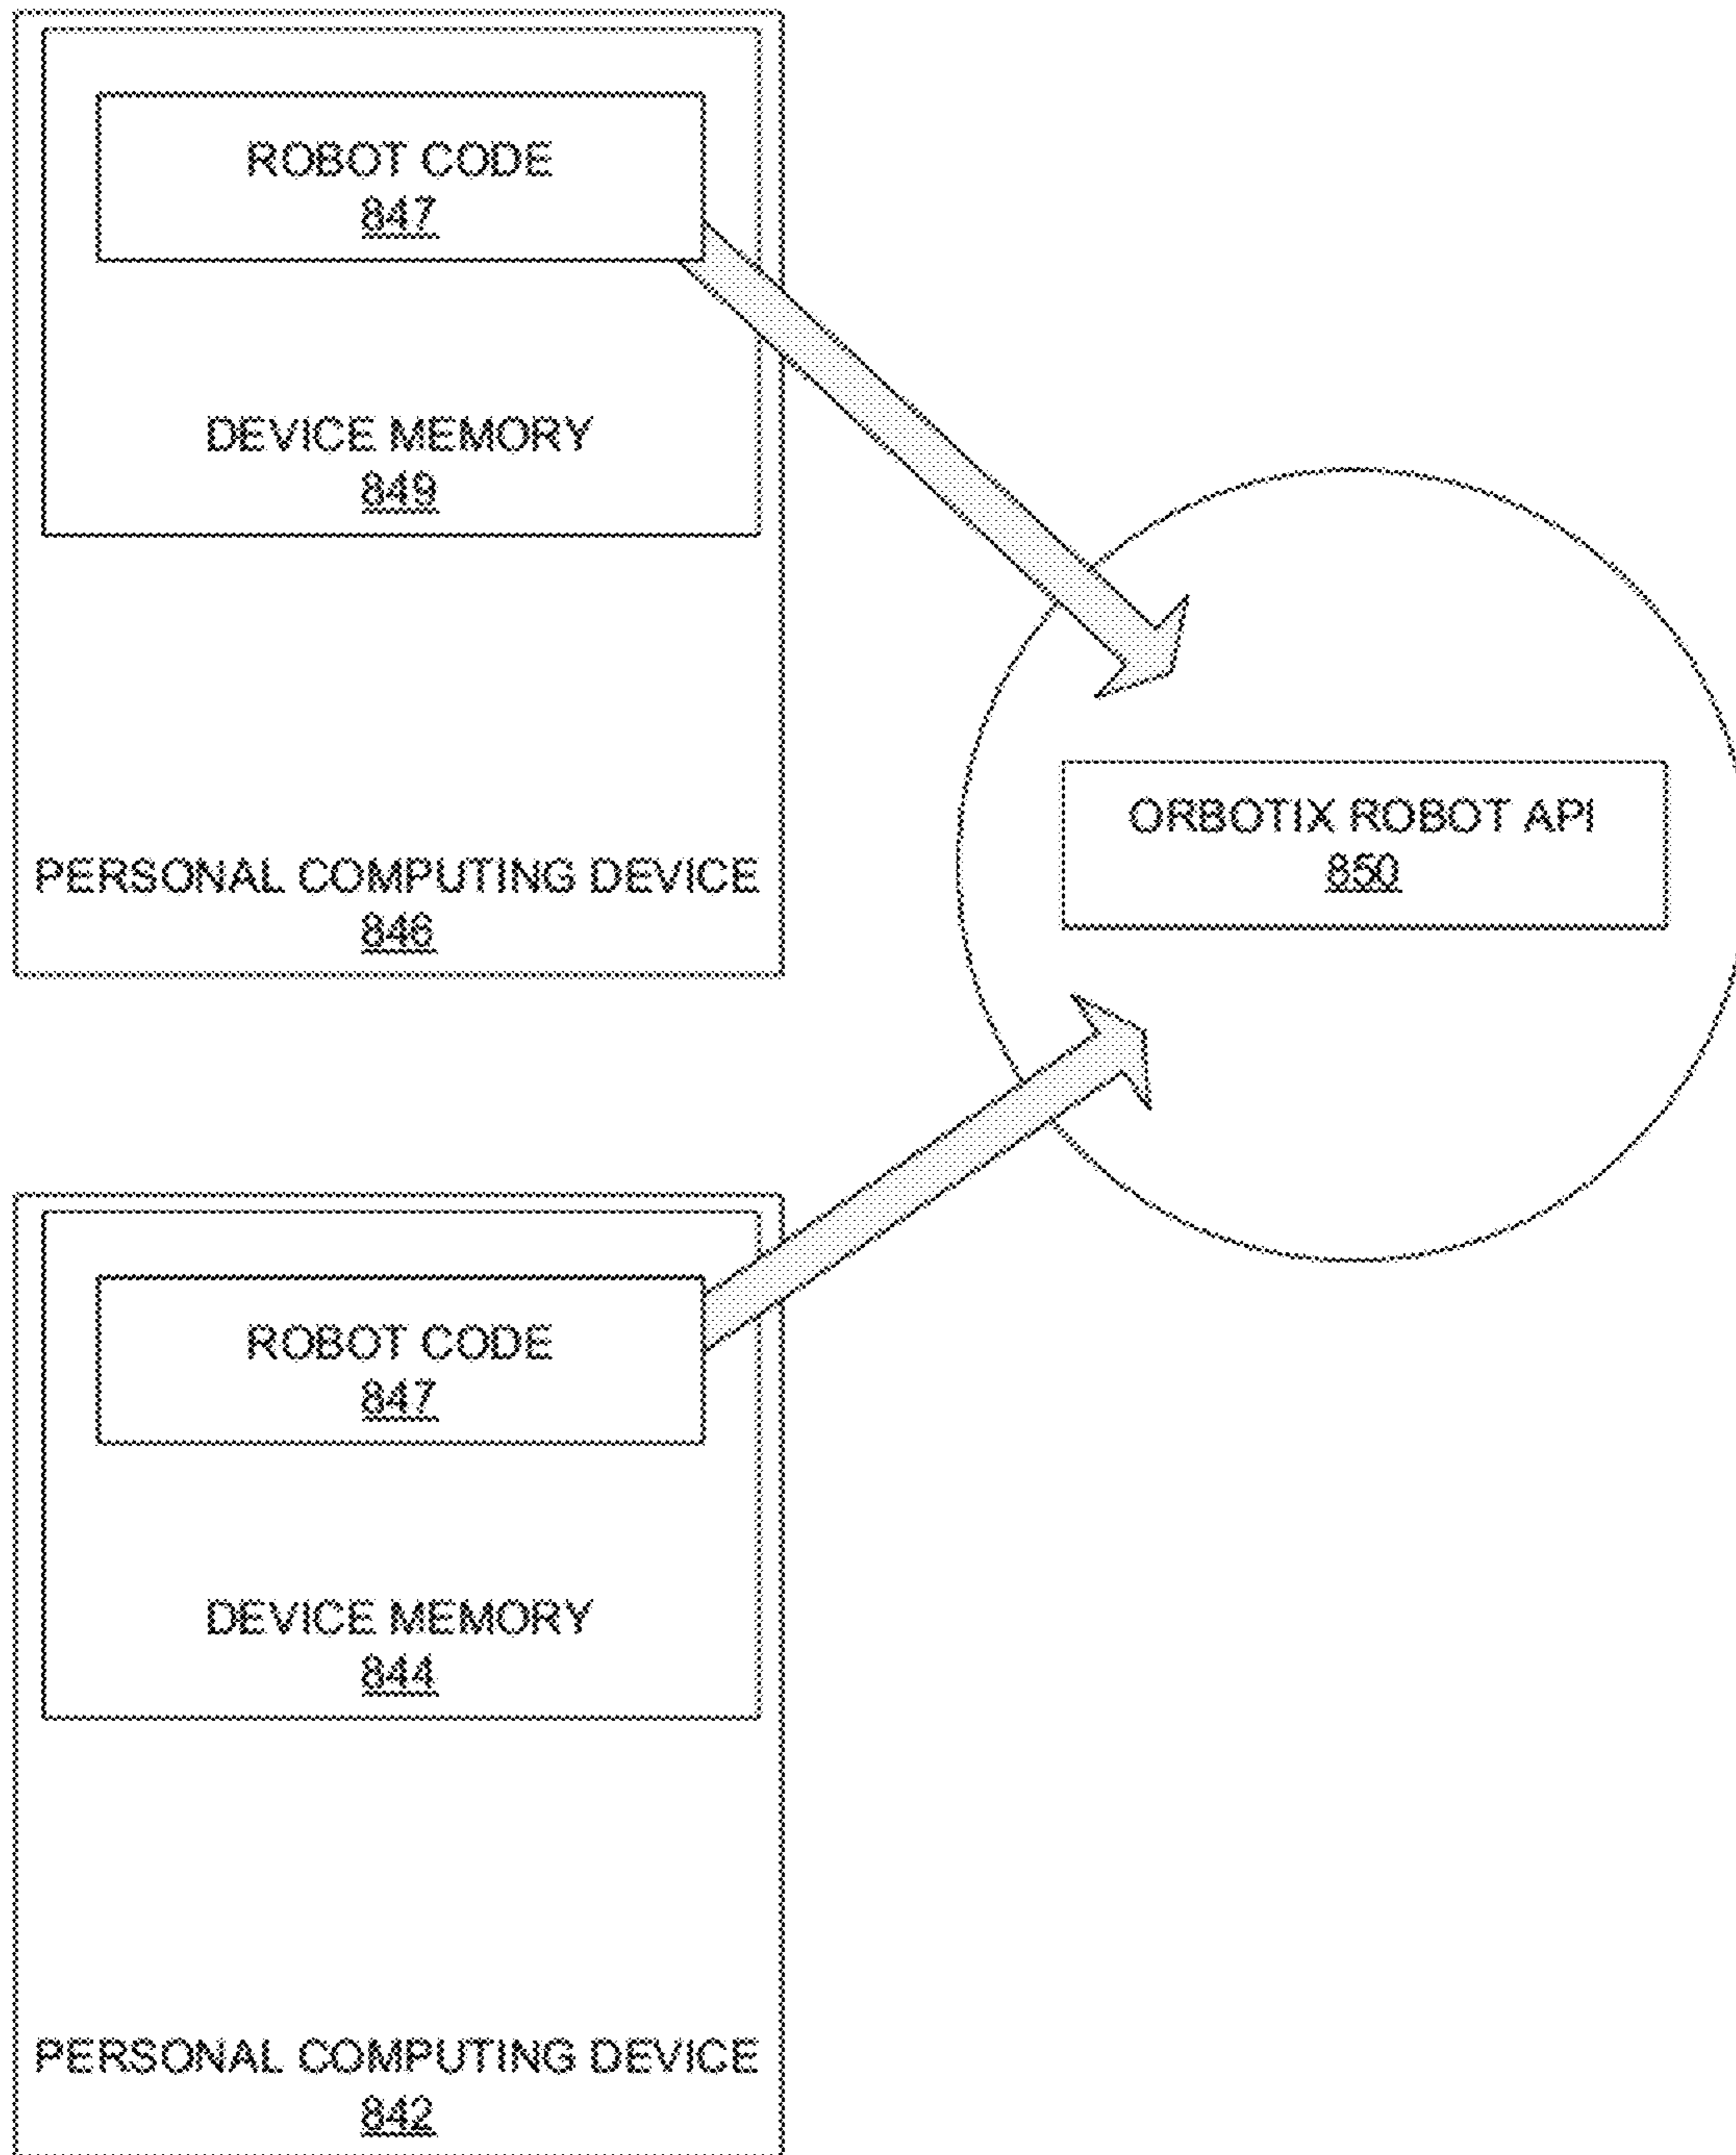 ROBOT CODE
847
DEVICE MEMORY
849
PERSONAL COMPUTING DEVICE
846
ORBOTIX ROBOT API
850
ROBOT CODE
847
DEVICE MEMORY
844
PERSONAL COMPUTING DEVICE
842